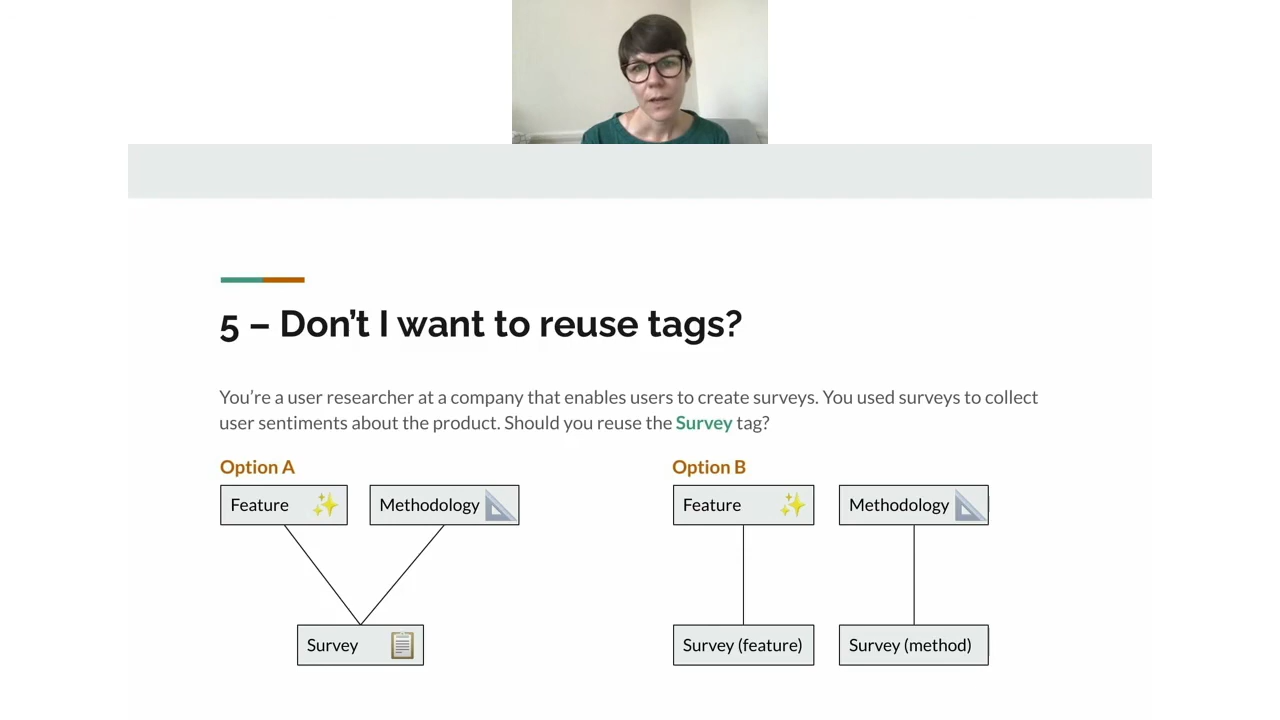 5 – Don’t I want to reuse tags?
You’re a user researcher at a company that enables users to create surveys. You used surveys to collect
user sentiments about the product. Should you reuse the Survey tag?
Option A
Feature
Methodology
Survey
Option B
Feature
Methodology
Survey (feature)
Survey (method)